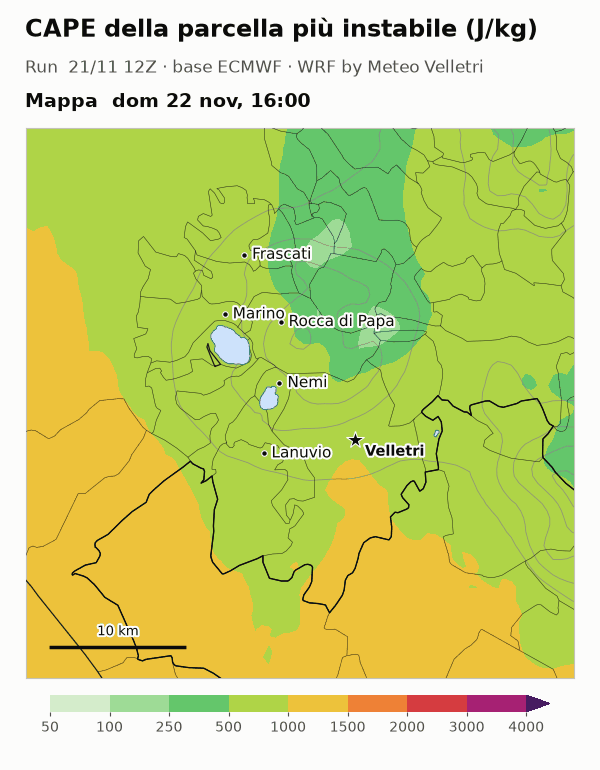 CAPE della parcella più instabile (J/kg)
Run  21/11 12Z · base ECMWF · WRF by Meteo Velletri
Mappa  dom 22 nov, 16:00
Frascati
Marino
Rocca di Papa
Nemi
Velletri
Lanuvio
10 km
50 100 250 500 1000 1500 2000 3000 4000